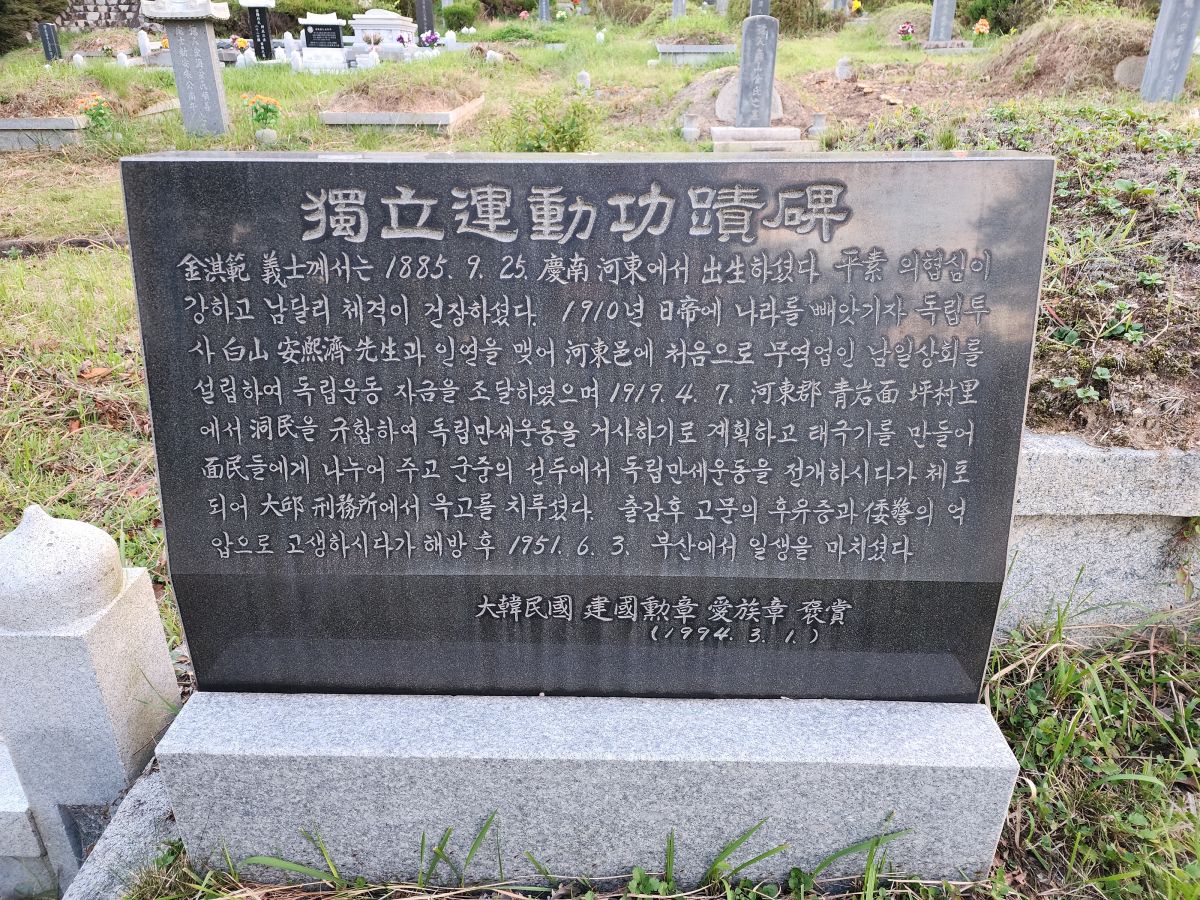 獨立運動功蹟碑
金淇範 義士께서는 1885. 9. 25. 慶南 河東에서 出生하셨다 平素 의협심이
강하고 남달리 체격이 건장하셨다. 1910년 日帝에 나라를 빼앗기자 독립투
사 白山 安熙濟 先生과 인연을 맺어 河東邑에 처음으로 무역업인 남일상회를
설립하여 독립운동 자금을 조달하였으며 1919. 4. 7. 河東郡 靑岩面 坪村里
에서 洞民을 규합하여 독립만세운동을 거사하기로 계획하고 태극기를 만들어
面民들에게 나누어 주고 군중의 선두에서 독립만세운동을 전개하시다가 체포
되어 大邱 刑務所에서 옥고를 치루셨다. 출감후 고문의 후유증과 倭警의 억
압으로 고생하시다가 해방 후 1951. 6. 3. 부산에서 일생을 마치셨다
大韓民國 建國勳章 愛族章 褒賞
(1994. 3. 1.)